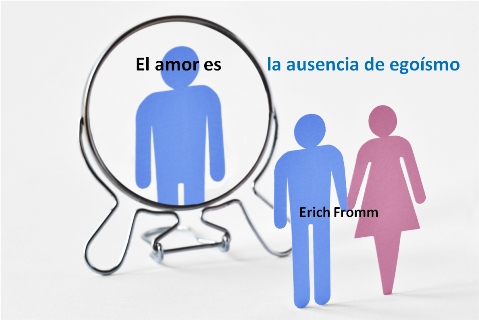 El amor es la ausencia de egoísmo
Erich Fromm